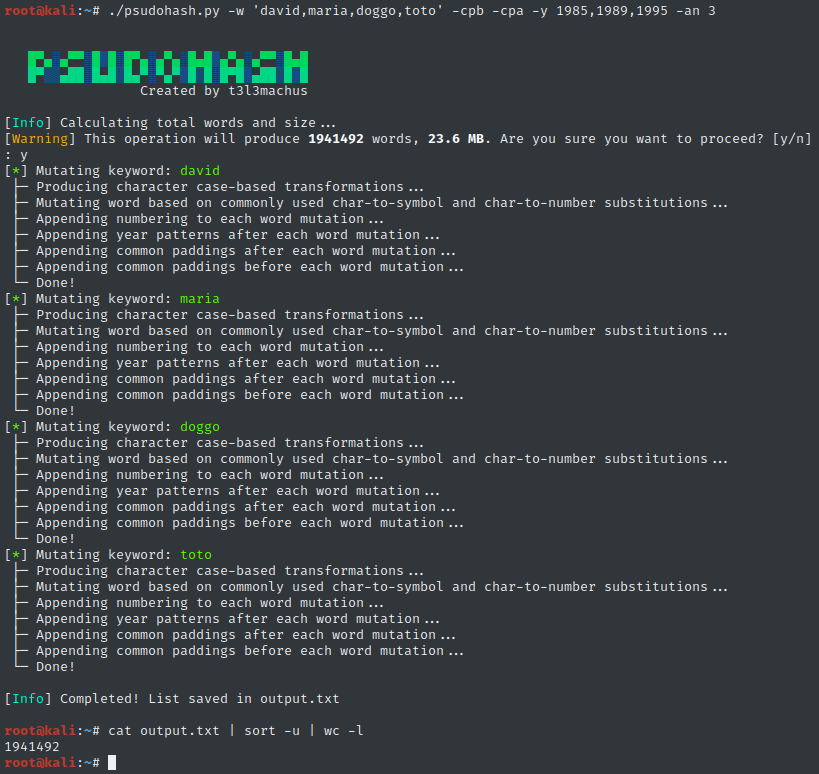 root@kali:~# ./psudohash.py -w 'david,maria,doggo,toto' -cpb -cpa -y 1985,1989,1995 -an 3
PSUDOHASH
Created by t3l3machus
[Info] Calculating total words and size...
[Warning] This operation will produce 1941492 words, 23.6 MB. Are you sure you want to proceed? [y/n]
: y
[*] Mutating keyword: david
├─ Producing character case-based transformations...
├─ Mutating word based on commonly used char-to-symbol and char-to-number substitutions...
├─ Appending numbering to each word mutation...
├─ Appending year patterns after each word mutation...
├─ Appending common paddings after each word mutation...
├─ Appending common paddings before each word mutation...
└─ Done!
[*] Mutating keyword: maria
├─ Producing character case-based transformations...
├─ Mutating word based on commonly used char-to-symbol and char-to-number substitutions...
├─ Appending numbering to each word mutation...
├─ Appending year patterns after each word mutation...
├─ Appending common paddings after each word mutation...
├─ Appending common paddings before each word mutation...
└─ Done!
[*] Mutating keyword: doggo
├─ Producing character case-based transformations...
├─ Mutating word based on commonly used char-to-symbol and char-to-number substitutions...
├─ Appending numbering to each word mutation...
├─ Appending year patterns after each word mutation...
├─ Appending common paddings after each word mutation...
├─ Appending common paddings before each word mutation...
└─ Done!
[*] Mutating keyword: toto
├─ Producing character case-based transformations...
├─ Mutating word based on commonly used char-to-symbol and char-to-number substitutions...
├─ Appending numbering to each word mutation...
├─ Appending year patterns after each word mutation...
├─ Appending common paddings after each word mutation...
├─ Appending common paddings before each word mutation...
└─ Done!
[Info] Completed! List saved in output.txt
root@kali:~# cat output.txt | sort -u | wc -l
1941492
root@kali:~#